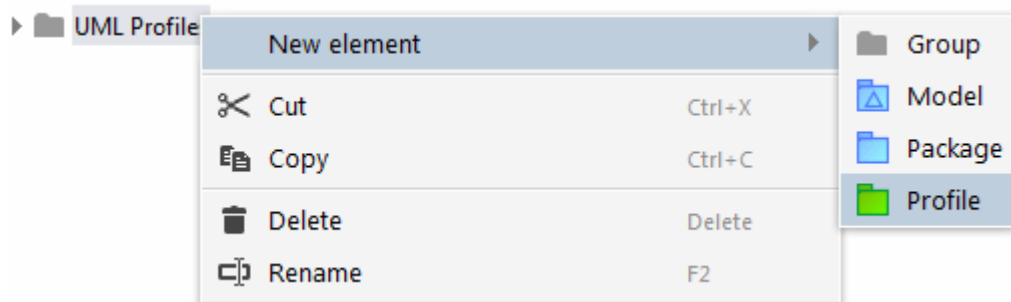 UML Profile
New element
Group
Model
Cut Ctrl+X
Copy Ctrl+C
Package
Profile
Delete Delete
Rename F2